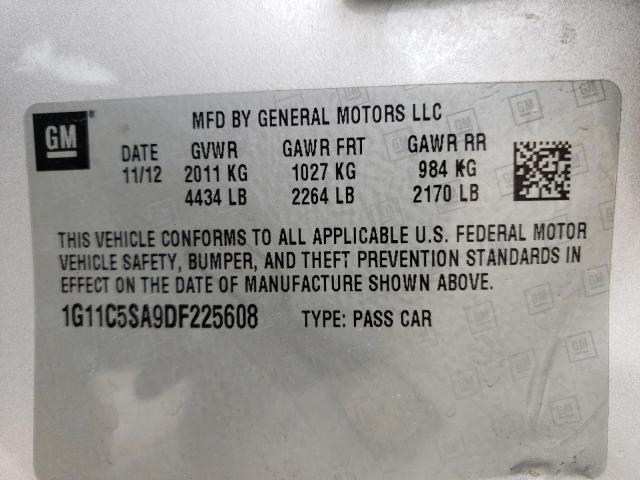 GM
MFD BY GENERAL MOTORS LLC
DATE GVWR GAWR FRT GAWR RR
11/12 2011 KG 1027 KG 984 KG
4434 LB 2264 LB 2170 LB
THIS VEHICLE CONFORMS TO ALL APPLICABLE U.S. FEDERAL MOTOR
VEHICLE SAFETY, BUMPER, AND THEFT PREVENTION STANDARDS IN
EFFECT ON THE DATE OF MANUFACTURE SHOWN ABOVE.
1G11C5SA9DF225608 TYPE: PASS CAR